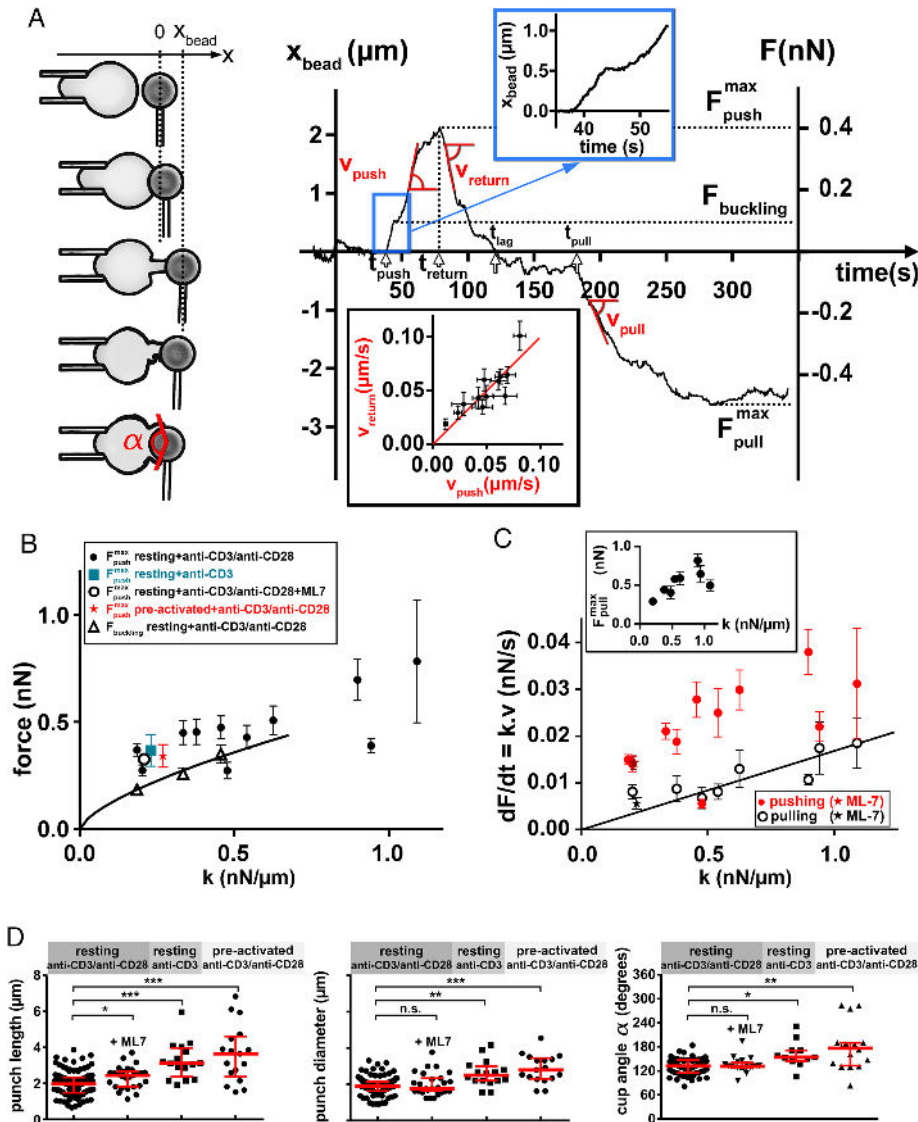 A
0 x_bead
x
α
x_bead (µm)
F(nN)
2
1
-1
-2
-3
0.4
0.2
-0.2
-0.4
F_push^max
F_buckling
F_pull^max
v_push
v_return
v_pull
t_push
t_return
t_lag
t_pull
time(s)
50 100 150 200 250 300
x_bead (µm)
1.0
0.5
0.0
40 50
time (s)
v_return (µm/s)
0.10
0.05
0.00
0.00 0.05 0.10
v_push(µm/s)
B
F_push^max resting+anti-CD3/anti-CD28
F_push^max resting+anti-CD3
F_push^max resting+anti-CD3/anti-CD28+ML7
F_push^max pre-activated+anti-CD3/anti-CD28
F_buckling resting+anti-CD3/anti-CD28
force (nN)
1.0
0.5
0.0
0.0 0.5 1.0
k (nN/µm)
C
F_pull^max (nN)
1.0
0.5
0.0
0.0 0.5 1.0
k (nN/µm)
dF/dt = k.v (nN/s)
0.04
0.03
0.02
0.01
0.00
0.0 0.5 1.0
k (nN/µm)
pushing (★ ML-7)
pulling (★ ML-7)
D
resting anti-CD3/anti-CD28
resting anti-CD3
pre-activated anti-CD3/anti-CD28
punch length (µm)
8
6
4
2
0
***
***
*
+ ML7
resting anti-CD3/anti-CD28
resting anti-CD3
pre-activated anti-CD3/anti-CD28
punch diameter (µm)
8
6
4
2
0
***
**
n.s.
+ ML7
resting anti-CD3/anti-CD28
resting anti-CD3
pre-activated anti-CD3/anti-CD28
cup angle α (degrees)
360
270
180
90
0
**
*
n.s.
+ ML7